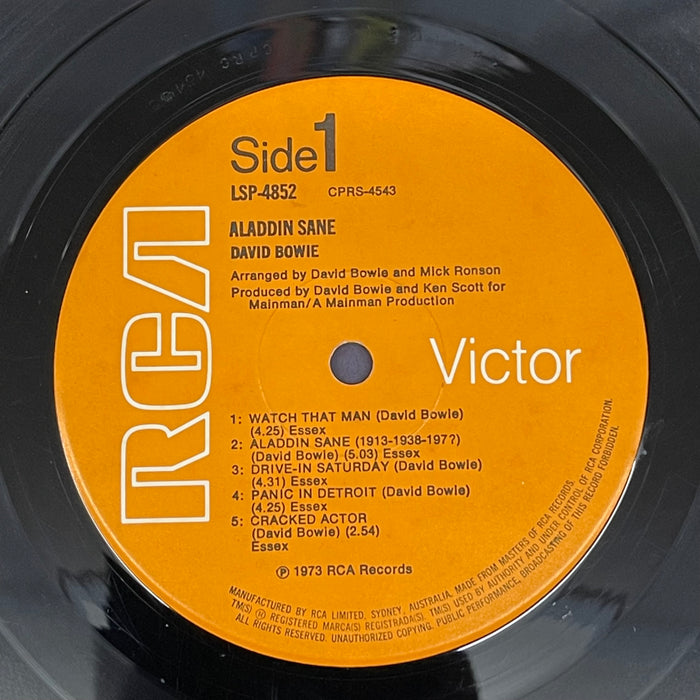 CPRS 4543
Side 1
LSP-4852 CPRS-4543
ALADDIN SANE
DAVID BOWIE
Arranged by David Bowie and Mick Ronson
Produced by David Bowie and Ken Scott for
Mainman/A Mainman Production
RCA
Victor
1: WATCH THAT MAN (David Bowie)
(4.25) Essex
2: ALADDIN SANE (1913-1938-197?)
(David Bowie) (5.03) Essex
3: DRIVE-IN SATURDAY (David Bowie)
(4.31) Essex
4: PANIC IN DETROIT (David Bowie)
(4.25) Essex
5: CRACKED ACTOR
(David Bowie) (2.54)
Essex
℗ 1973 RCA Records
MANUFACTURED BY RCA LIMITED, SYDNEY, AUSTRALIA, MADE FROM MASTERS OF RCA RECORDS.
TM(S) ® REGISTERED MARCA(S) REGISTRADA(S). TM(S) USED BY AUTHORITY AND UNDER CONTROL OF RCA CORPORATION.
ALL RIGHTS RESERVED. UNAUTHORIZED COPYING, PUBLIC PERFORMANCE, BROADCASTING OF THIS RECORD FORBIDDEN.